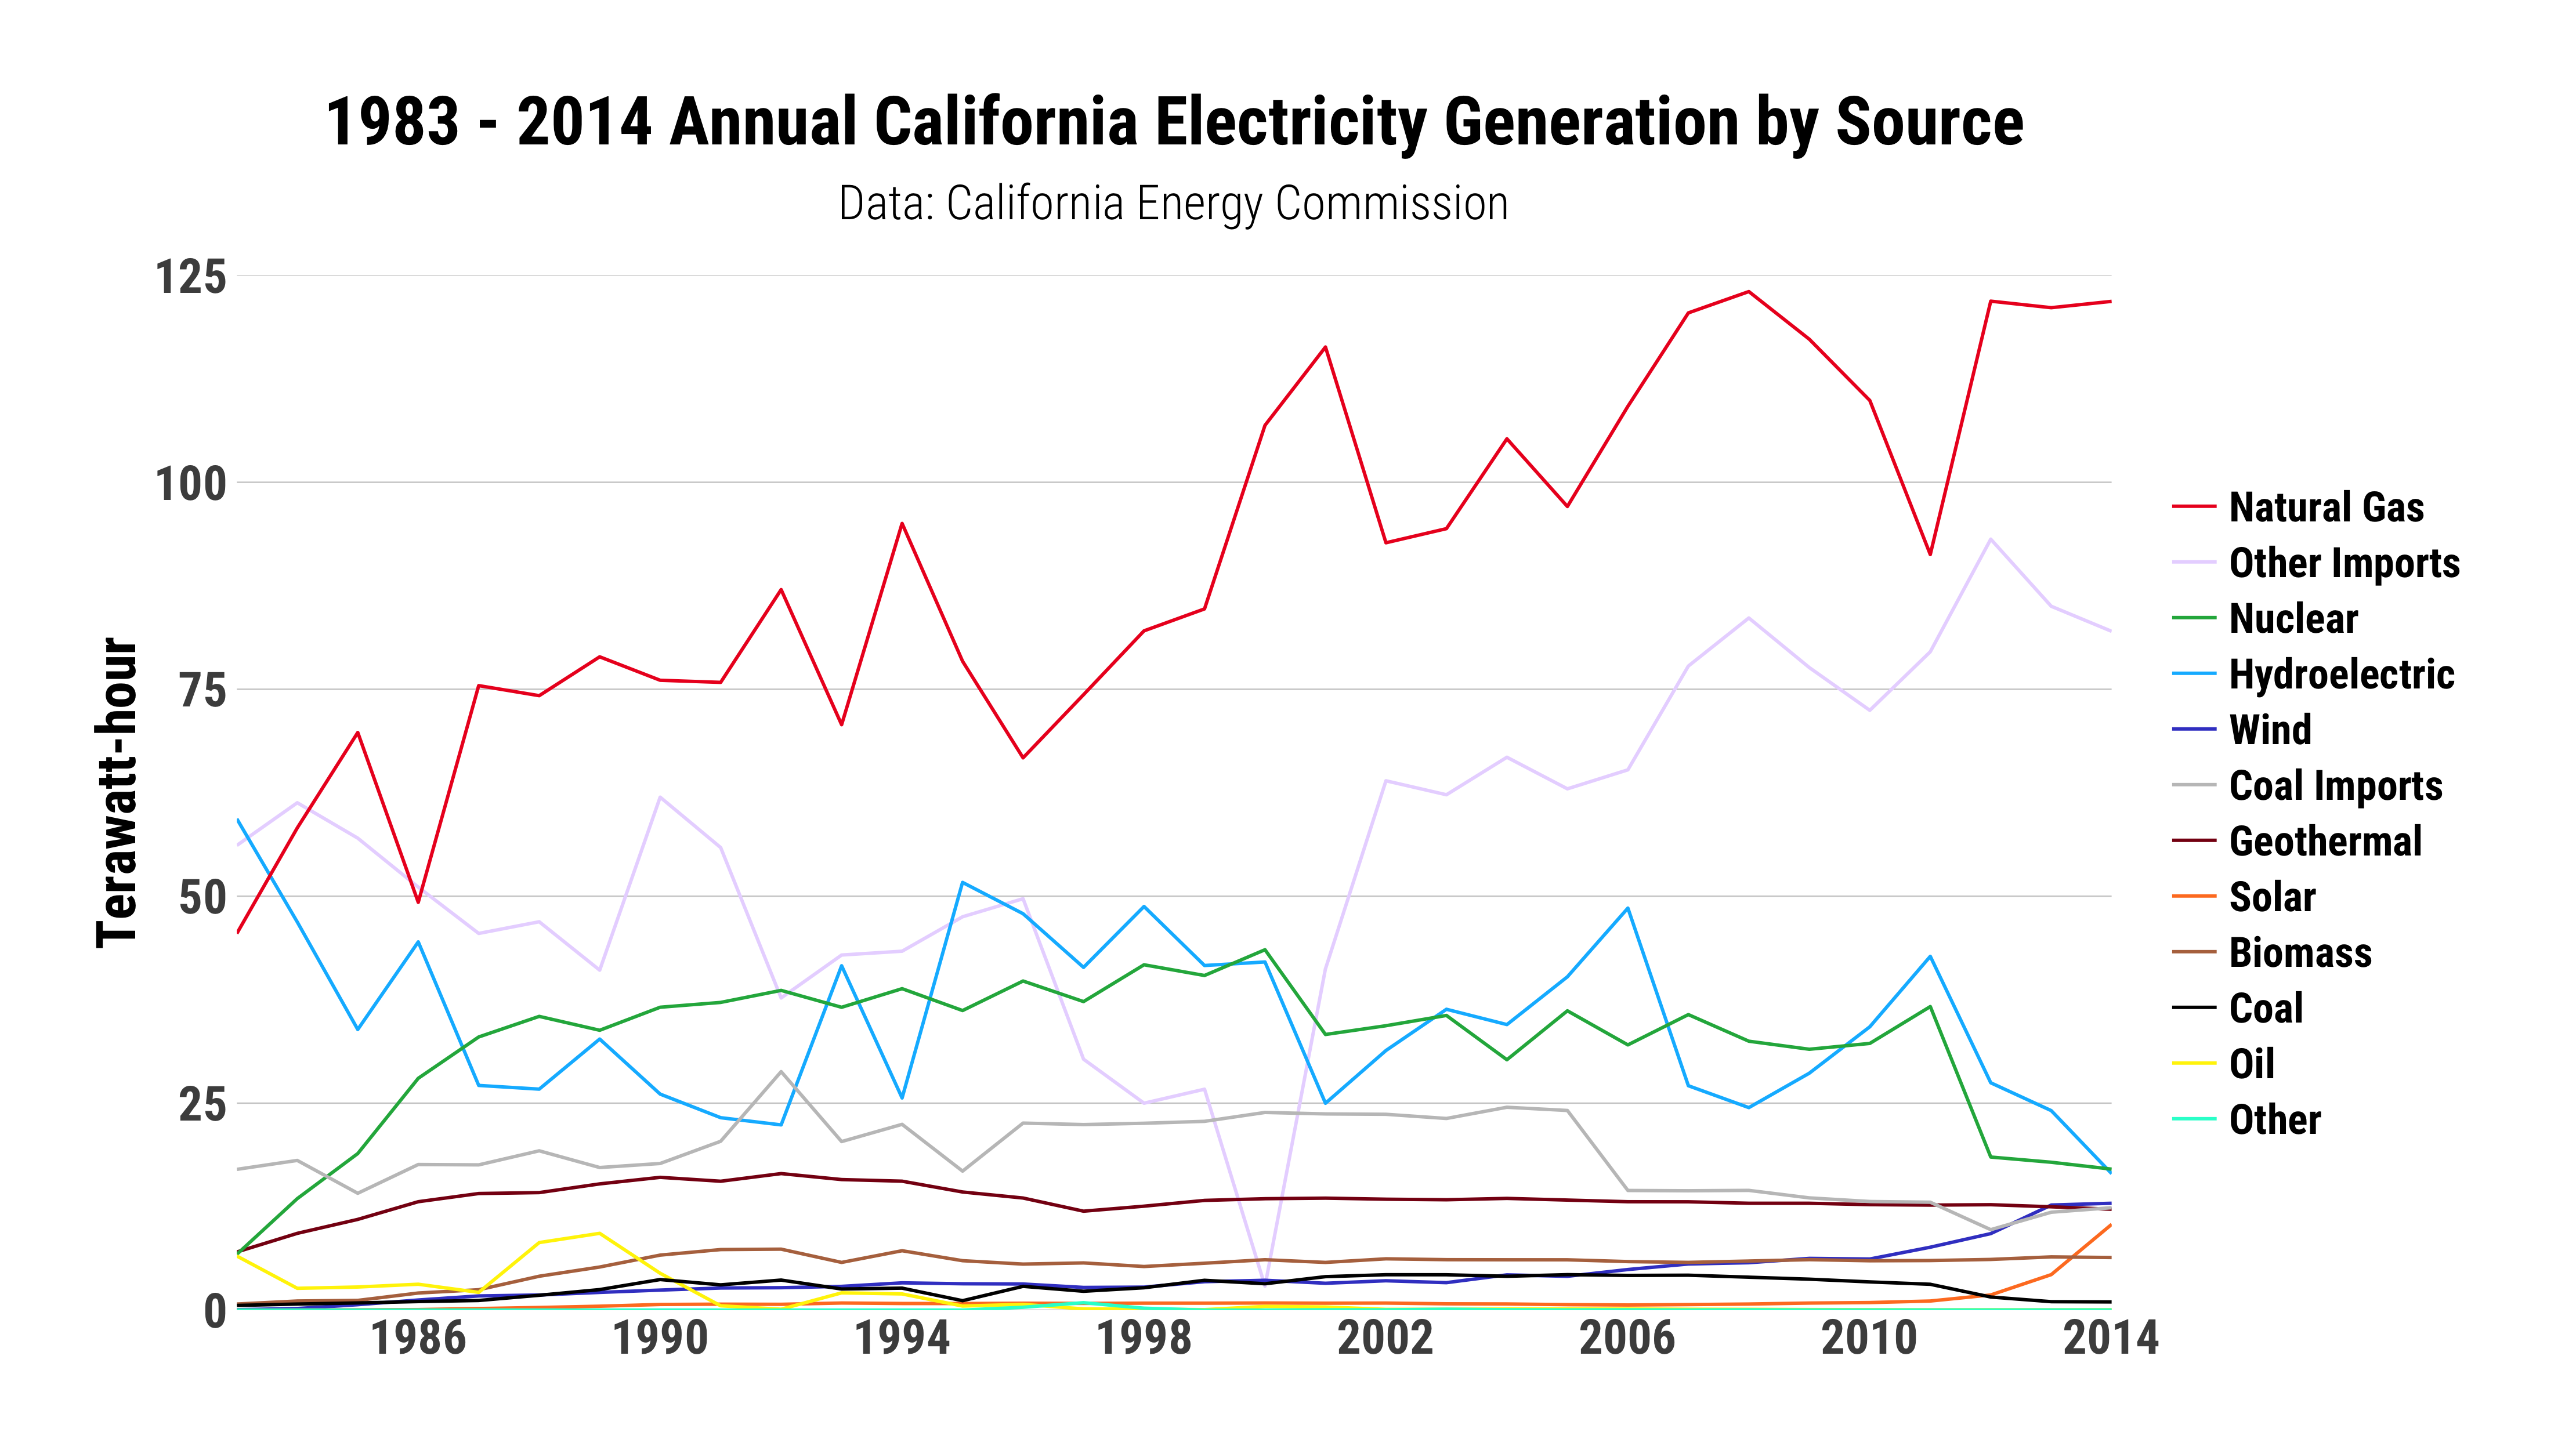 1983 - 2014 Annual California Electricity Generation by Source
Data: California Energy Commission
Terawatt-hour
125
100
75
50
25
0
1986 1990 1994 1998 2002 2006 2010 2014
Natural Gas
Other Imports
Nuclear
Hydroelectric
Wind
Coal Imports
Geothermal
Solar
Biomass
Coal
Oil
Other